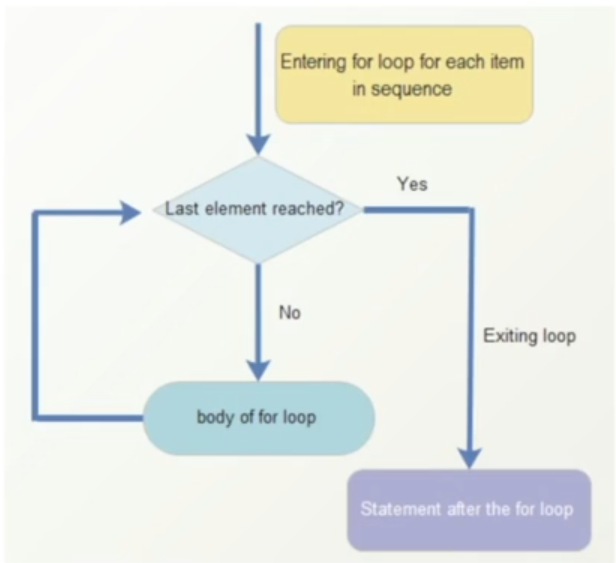 Entering for loop for each item
in sequence
Last element reached?
Yes
No
Exiting loop
body of for loop
Statement after the for loop